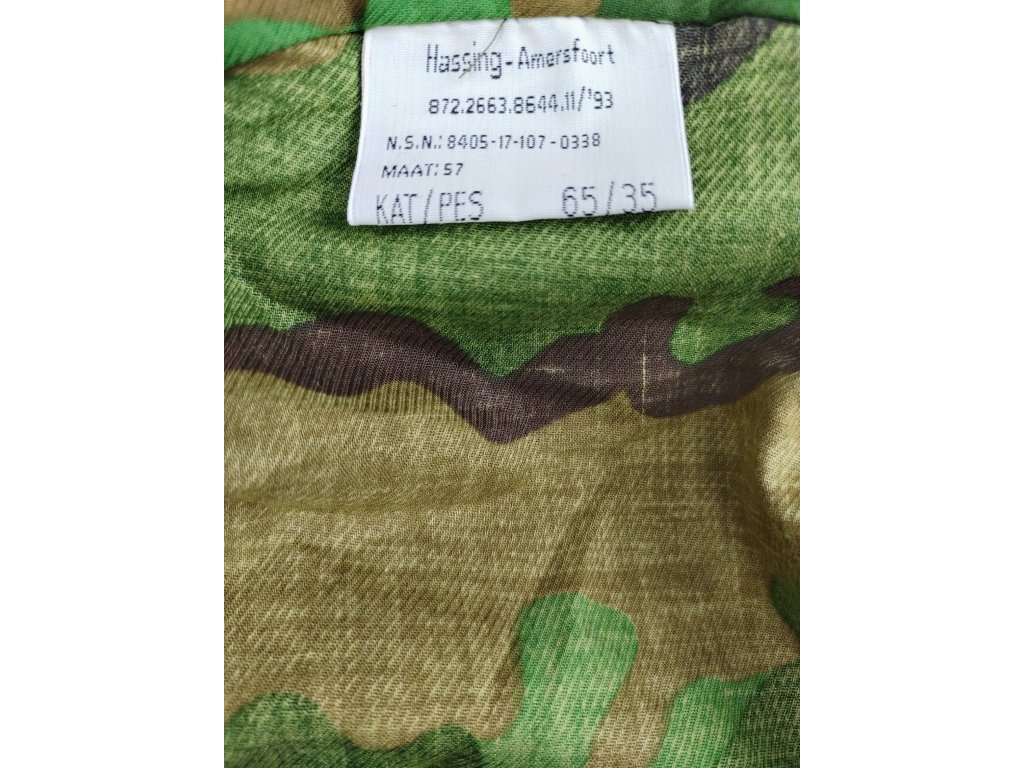 Hassing-Amersfoort
872.2663.8644.11/'93
N.S.N.: 8405-17-107-0338
MAAT: 57
KAT/PES 65/35